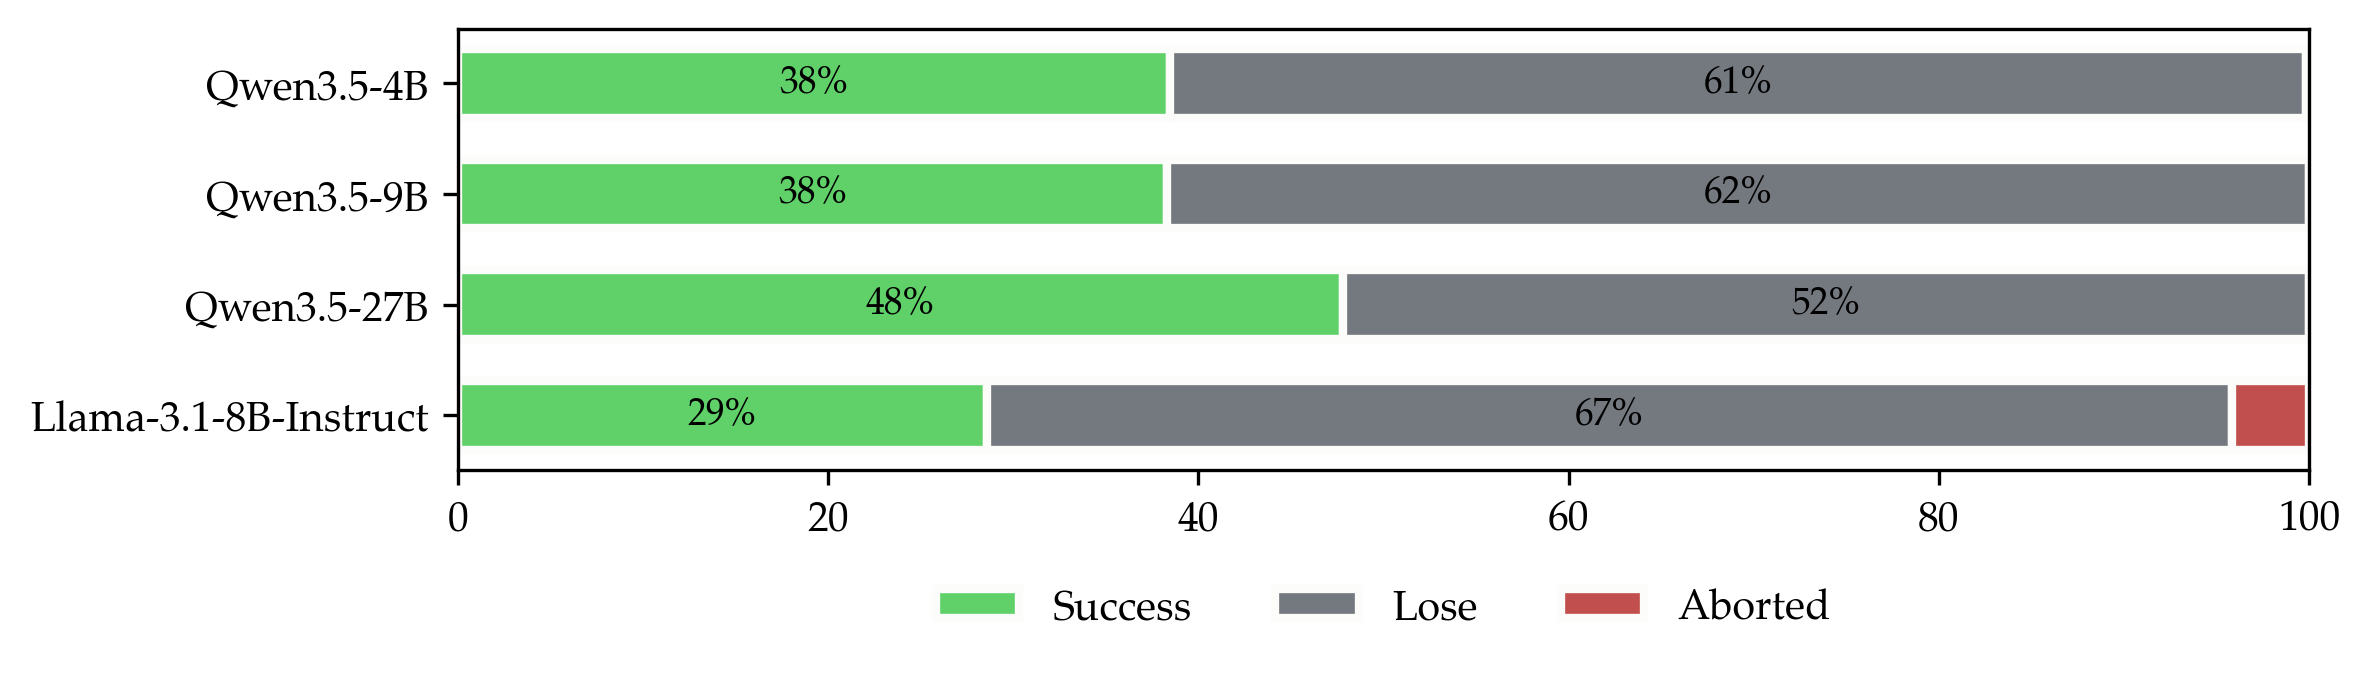 Qwen3.5-4B 38% 61%
Qwen3.5-9B 38% 62%
Qwen3.5-27B 48% 52%
Llama-3.1-8B-Instruct 29% 67%
0 20 40 60 80 100
Success Lose Aborted